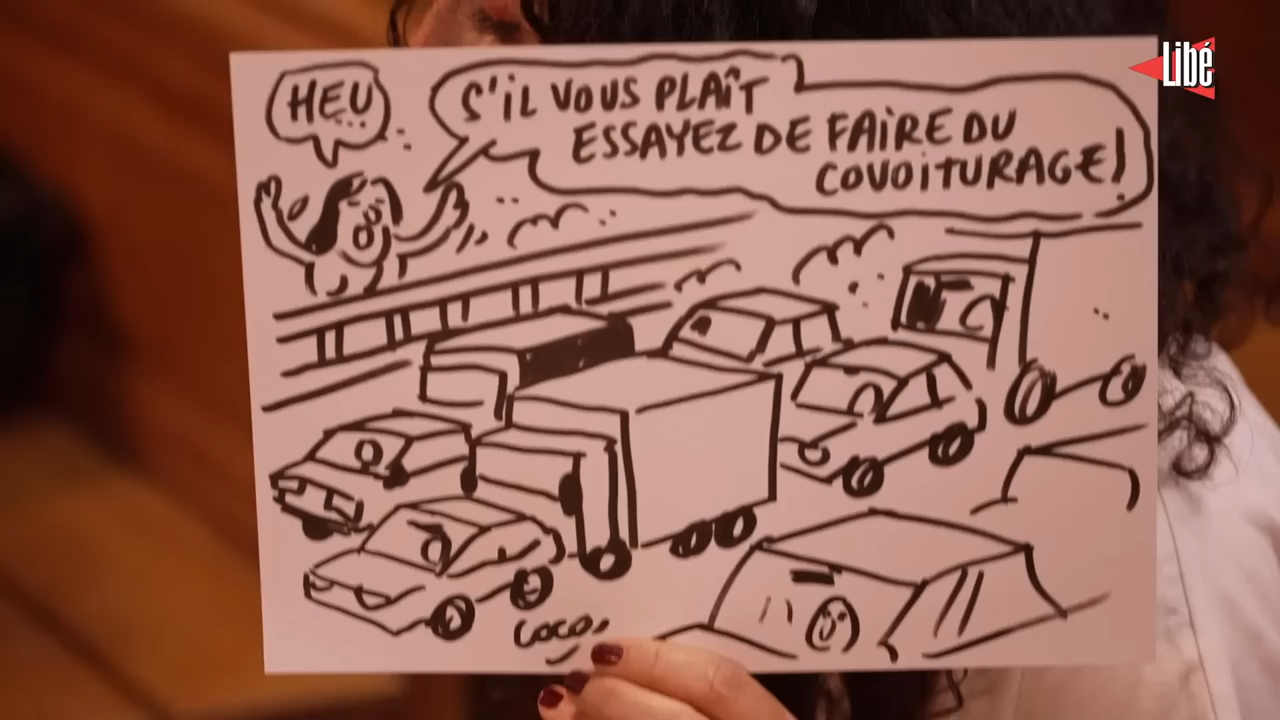 HEU
S'IL VOUS PLAÎT
ESSAYEZ DE FAIRE DU
COVOITURAGE!
Coco
Libé